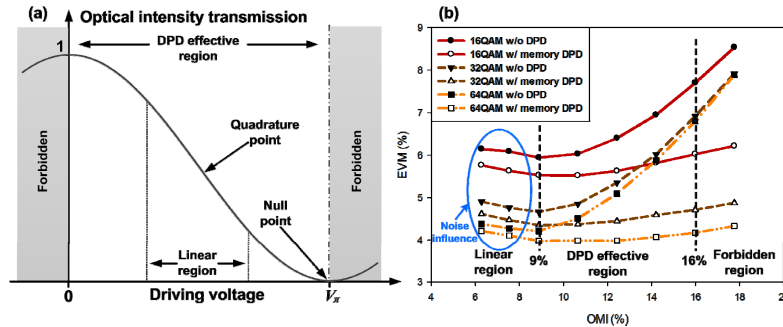 (a)
Optical intensity transmission
1
DPD effective
region
Forbidden
Forbidden
Quadrature
point
Null
point
Linear
region
0
Driving voltage
Vπ
(b)
EVM (%)
9
8
7
6
5
4
3
16QAM w/o DPD
16QAM w/ memory DPD
32QAM w/o DPD
32QAM w/ memory DPD
64QAM w/o DPD
64QAM w/ memory DPD
Noise
influence
Linear
region
9%
DPD effective
region
16%
Forbidden
region
4 6 8 10 12 14 16 18
OMI (%)